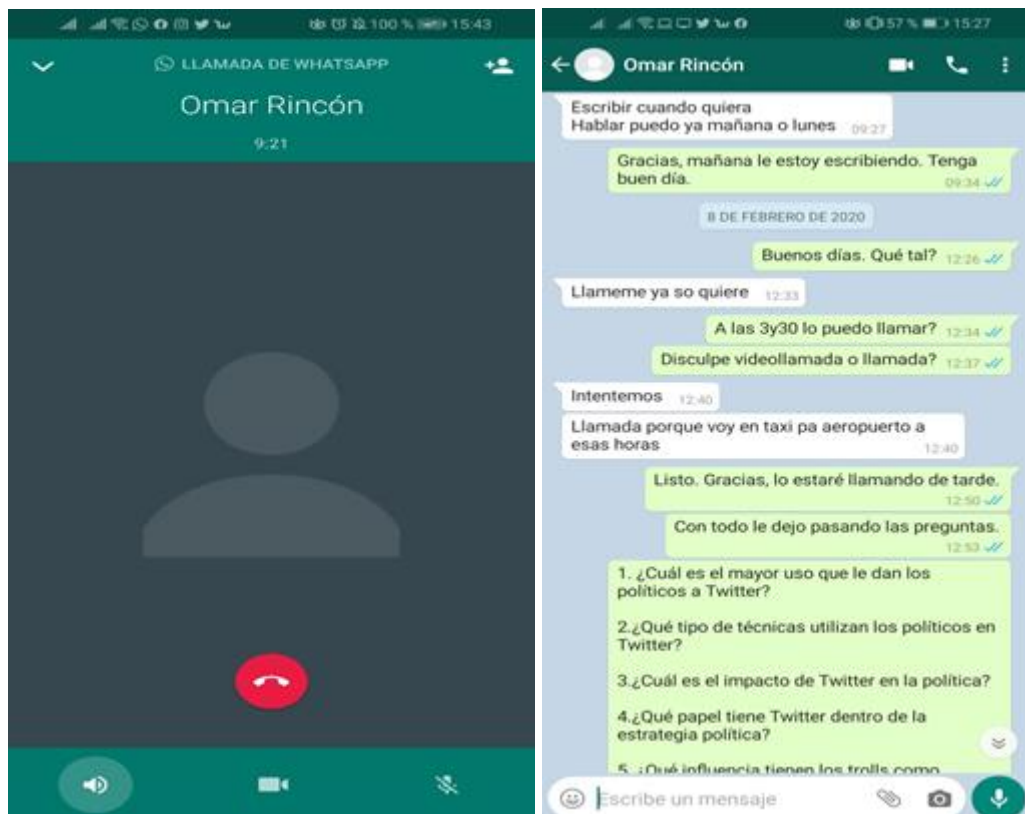 100 % 15:43
LLAMADA DE WHATSAPP
Omar Rincón
9:21
57 % 15:27
Omar Rincón
Escribir cuando quiera
Hablar puedo ya mañana o lunes 09:27
Gracias, mañana le estoy escribiendo. Tenga
buen día. 09:34
8 DE FEBRERO DE 2020
Buenos días. Qué tal? 12:26
Llameme ya so quiere 12:33
A las 3y30 lo puedo llamar? 12:34
Disculpe videollamada o llamada? 12:37
Intentemos 12:40
Llamada porque voy en taxi pa aeropuerto a
esas horas 12:40
Listo. Gracias, lo estaré llamando de tarde.
12:50
Con todo le dejo pasando las preguntas.
12:53
1. ¿Cuál es el mayor uso que le dan los
políticos a Twitter?
2.¿Qué tipo de técnicas utilizan los políticos en
Twitter?
3.¿Cuál es el impacto de Twitter en la política?
4.¿Qué papel tiene Twitter dentro de la
estrategia política?
5. ¿Qué influencia tienen los trolls como
Escribe un mensaje